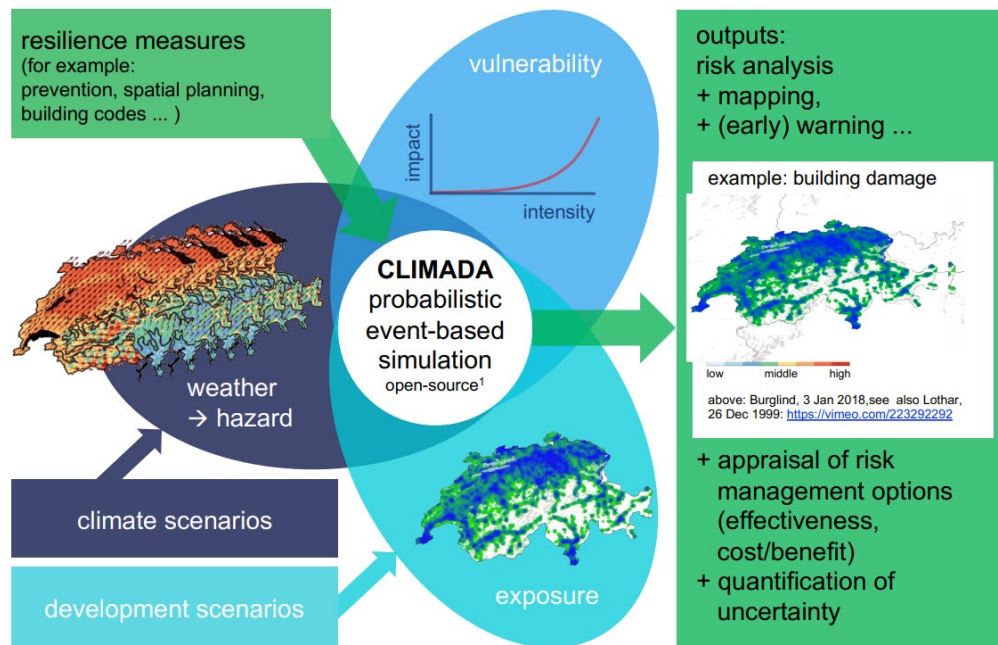 resilience measures
(for example:
prevention, spatial planning,
building codes ... )
vulnerability
impact
intensity
CLIMADA
probabilistic
event-based
simulation
open-source¹
weather
→ hazard
climate scenarios
development scenarios
exposure
outputs:
risk analysis
+ mapping,
+ (early) warning ...
example: building damage
low middle high
above: Burglind, 3 Jan 2018,see also Lothar,
26 Dec 1999: https://vimeo.com/223292292
+ appraisal of risk
management options
(effectiveness,
cost/benefit)
+ quantification of
uncertainty